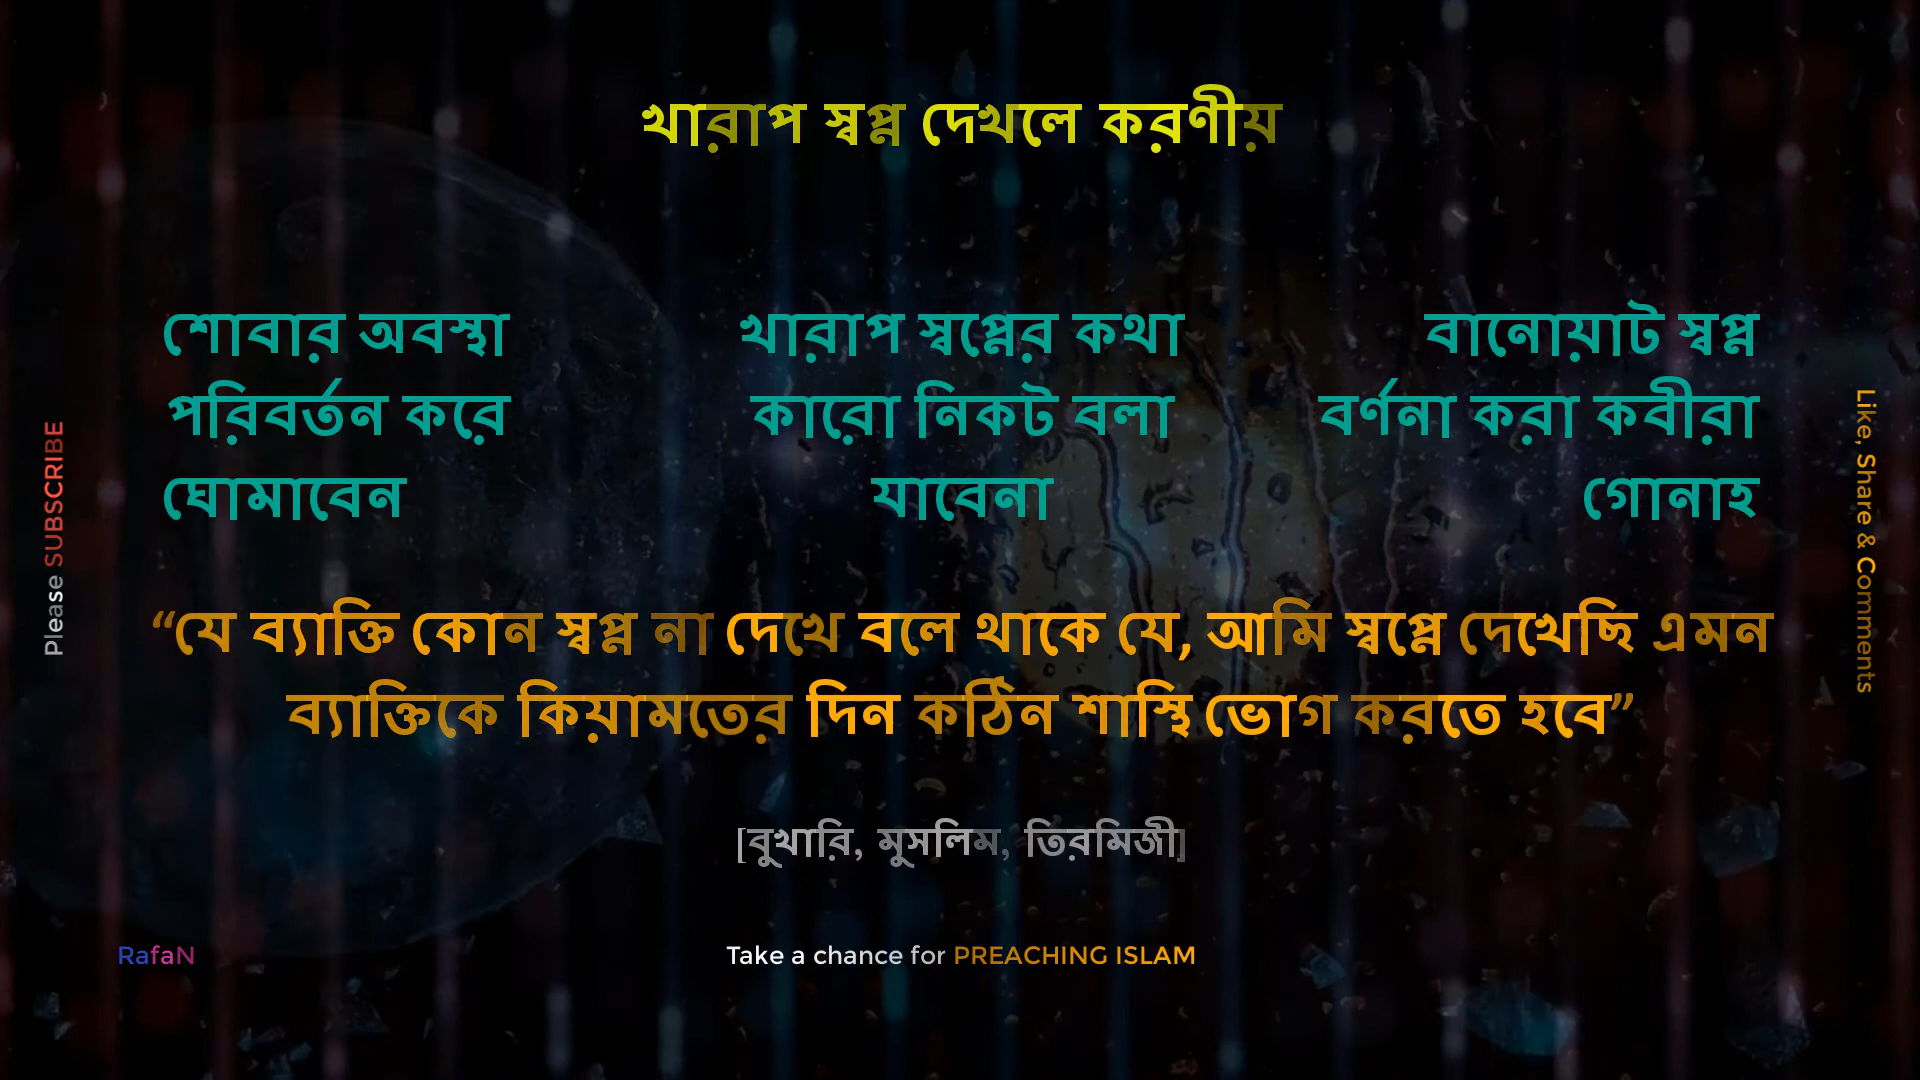 খারাপ স্বপ্ন দেখলে করণীয়
শোবার অবস্থা
পরিবর্তন করে
ঘোমাবেন
খারাপ স্বপ্নের কথা
কারো নিকট বলা
যাবেনা
বানোয়াট স্বপ্ন
বর্ণনা করা কবীরা
গোনাহ
“যে ব্যাক্তি কোন স্বপ্ন না দেখে বলে থাকে যে, আমি স্বপ্নে দেখেছি এমন
ব্যাক্তিকে কিয়ামতের দিন কঠিন শাস্থি ভোগ করতে হবে”
[বুখারি, মুসলিম, তিরমিজী]
RafaN
Take a chance for PREACHING ISLAM
Please SUBSCRIBE
Like, Share & Comments